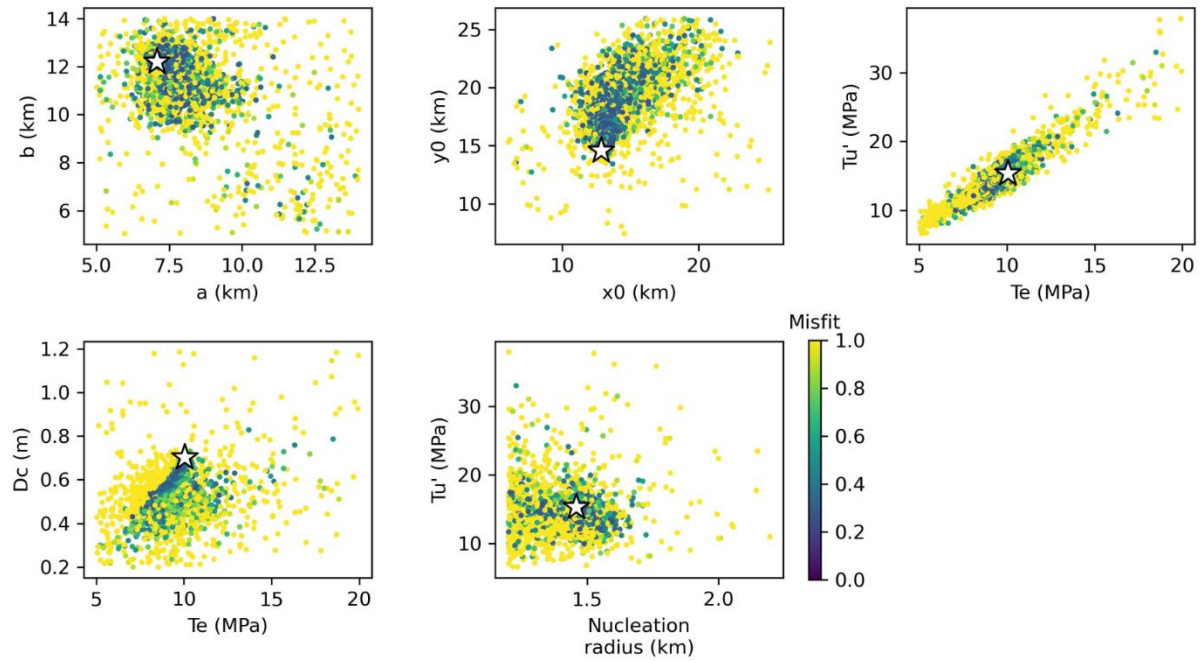 14
12
10
8
6
b (km)
5.0 7.5 10.0 12.5
a (km)
25
20
15
10
y0 (km)
10 20
x0 (km)
30
20
10
Tu' (MPa)
5 10 15 20
Te (MPa)
1.2
1.0
0.8
0.6
0.4
0.2
Dc (m)
5 10 15 20
Te (MPa)
30
20
10
Tu' (MPa)
1.5 2.0
Nucleation
radius (km)
Misfit
1.0
0.8
0.6
0.4
0.2
0.0